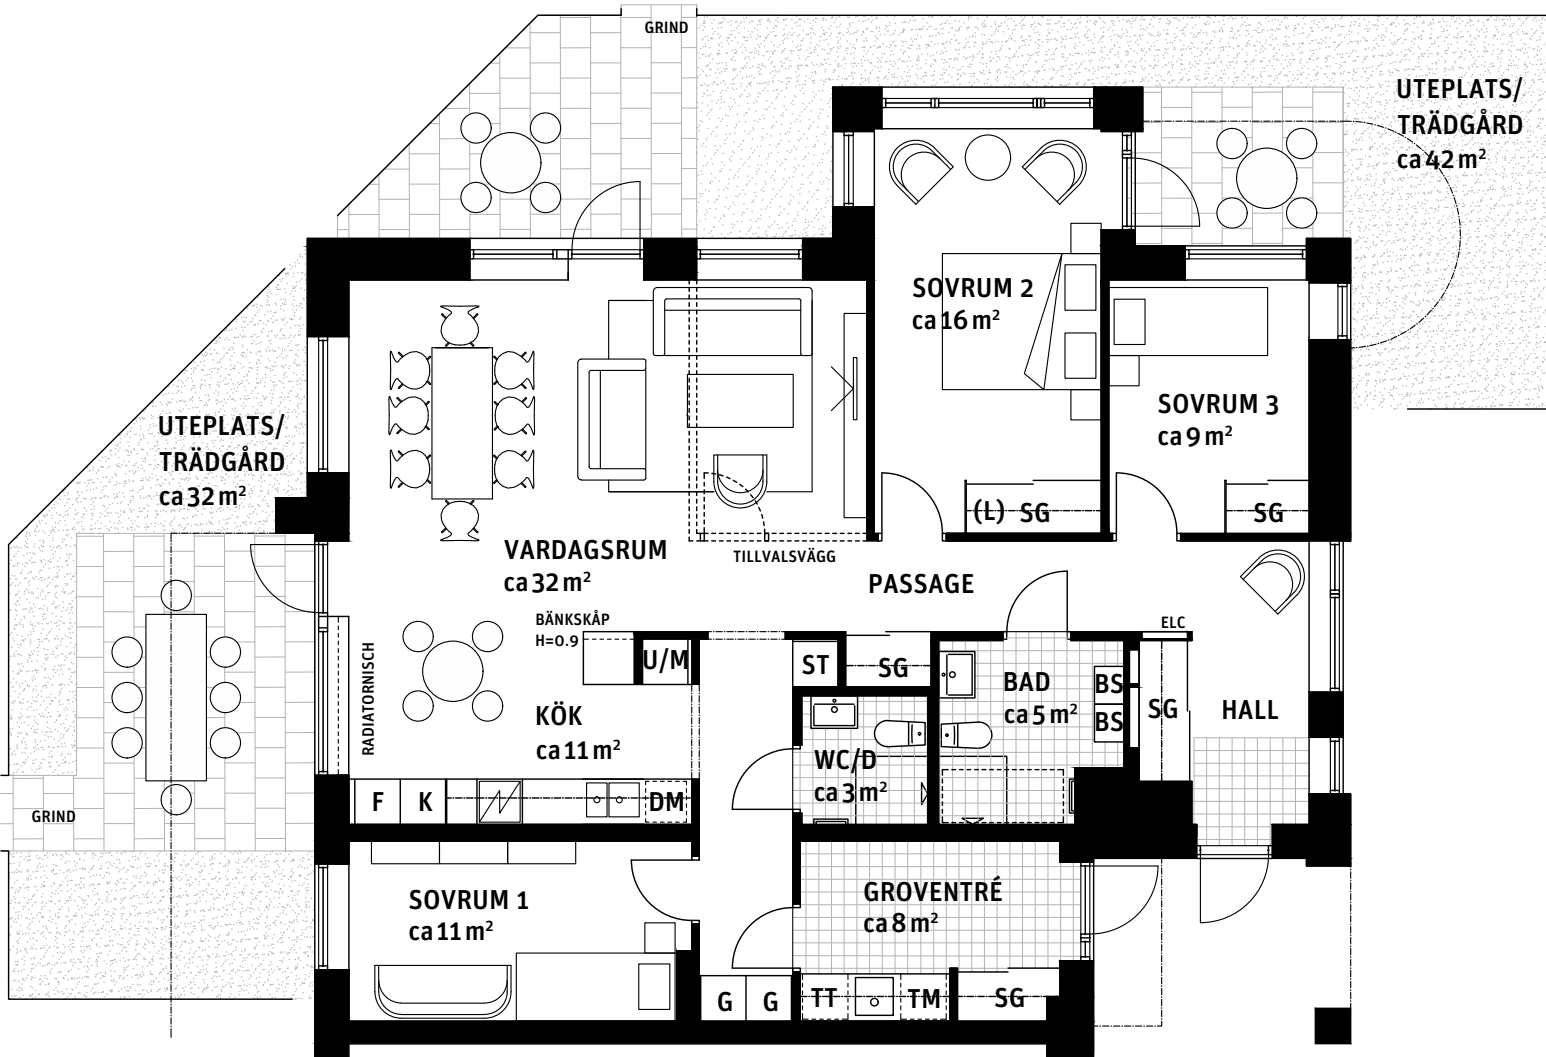 GRIND
UTEPLATS/
TRÄDGÅRD
ca 42 m²
SOVRUM 2
ca 16 m²
SOVRUM 3
ca 9 m²
UTEPLATS/
TRÄDGÅRD
ca 32 m²
(L) SG
SG
VARDAGSRUM
ca 32 m²
TILLVALSVÄGG
PASSAGE
BÄNKSKÅP
H=0.9
ELC
RADIATORNISCH
U/M
ST
SG
BAD
ca 5 m²
BS
BS
SG
HALL
KÖK
ca 11 m²
WC/D
ca 3 m²
F
K
DM
GRIND
SOVRUM 1
ca 11 m²
GROVENTRÉ
ca 8 m²
G
G
TT
TM
SG